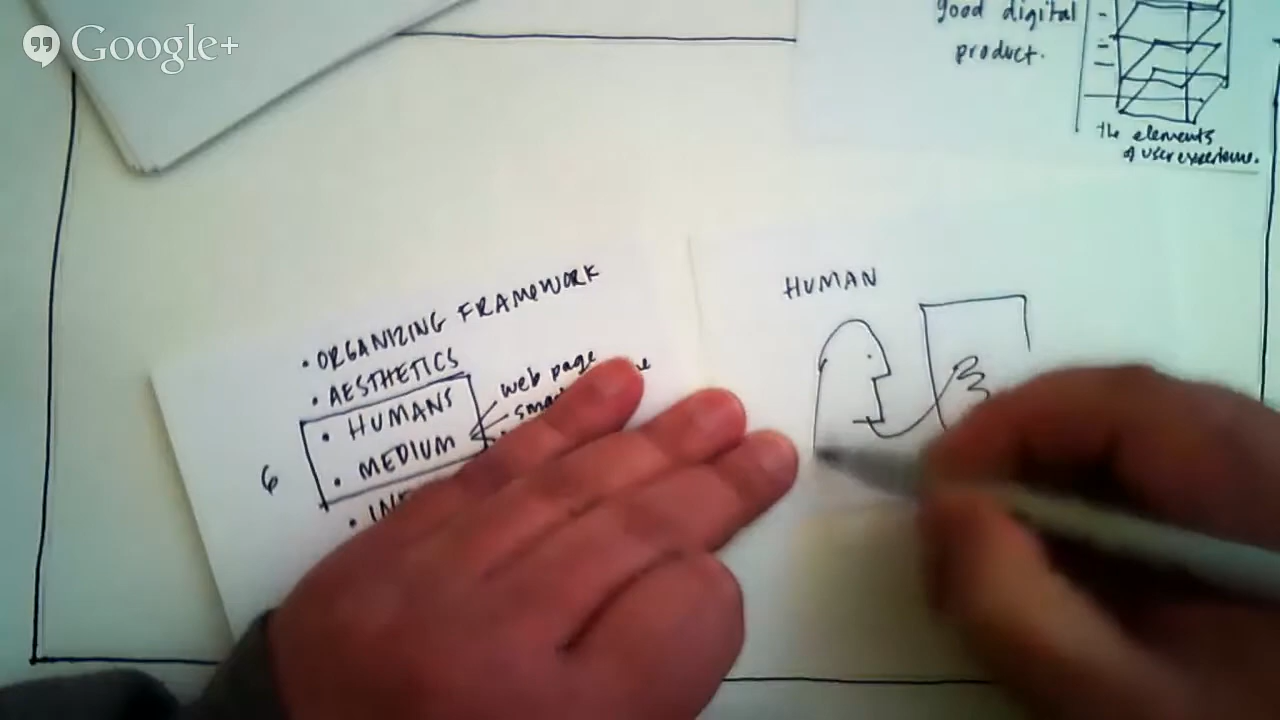 Google+
good digital
product.
the elements
of user experience.
• ORGANIZING FRAMEWORK
• AESTHETICS
• HUMANS
• MEDIUM
web page
6
HUMAN